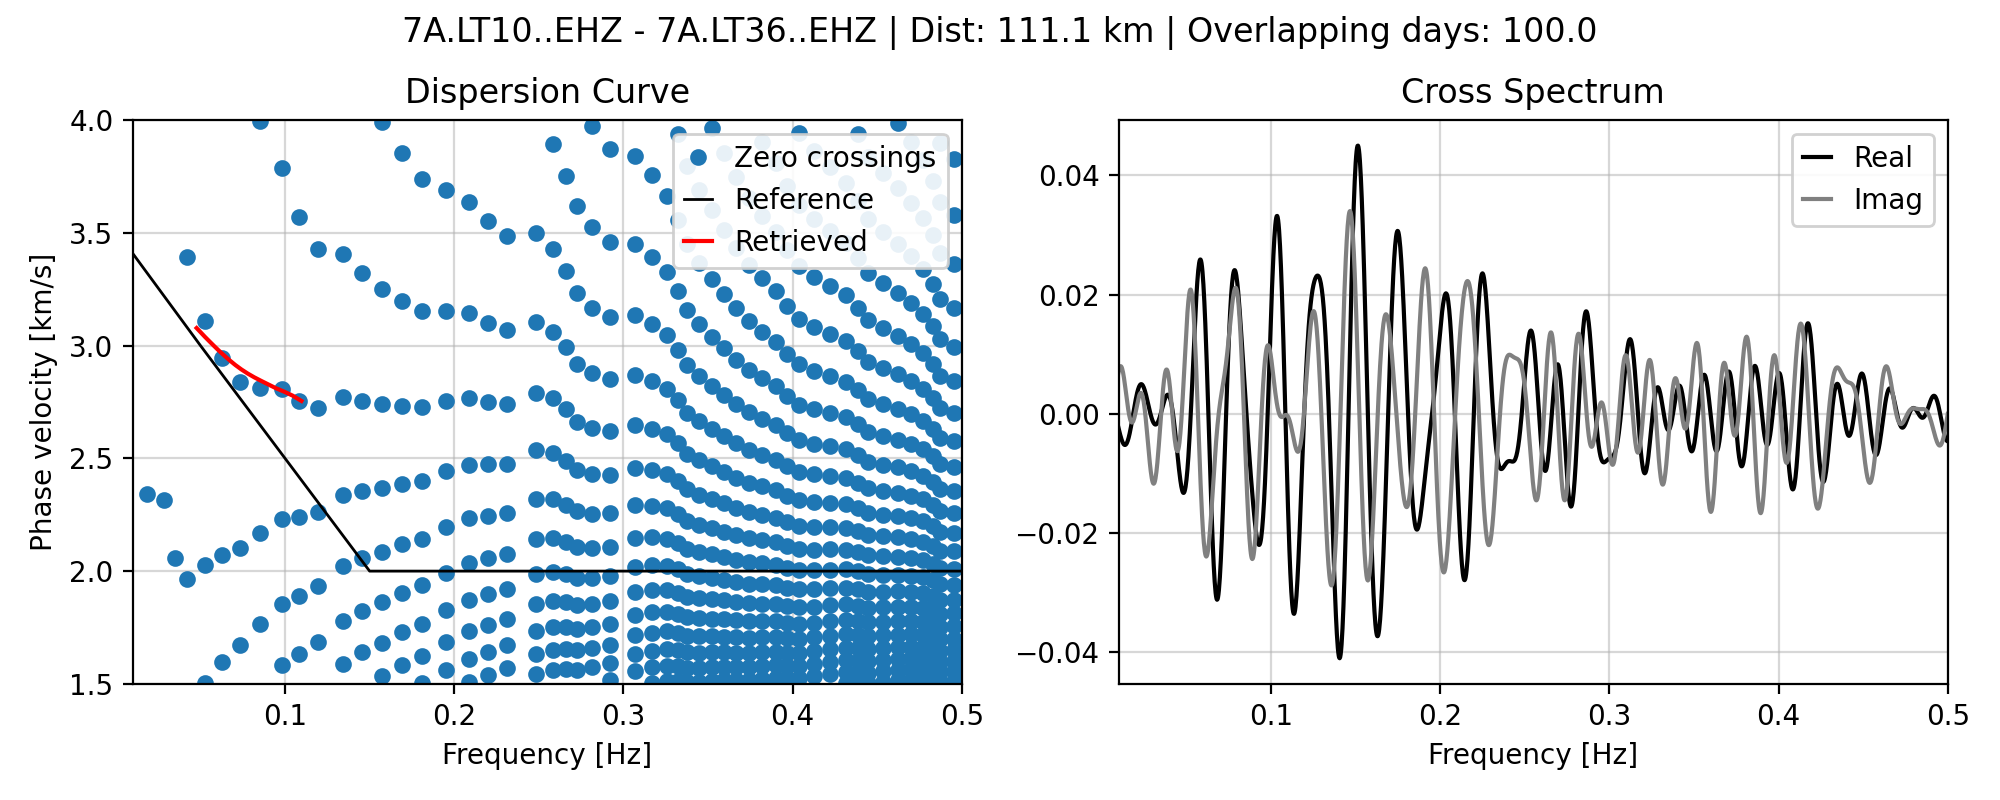 7A.LT10..EHZ - 7A.LT36..EHZ | Dist: 111.1 km | Overlapping days: 100.0
Dispersion Curve
Phase velocity [km/s]
4.0
3.5
3.0
2.5
2.0
1.5
0.1
0.2
0.3
0.4
0.5
Frequency [Hz]
Zero crossings
Reference
Retrieved
Cross Spectrum
0.04
0.02
0.00
−0.02
−0.04
0.1
0.2
0.3
0.4
0.5
Frequency [Hz]
Real
Imag